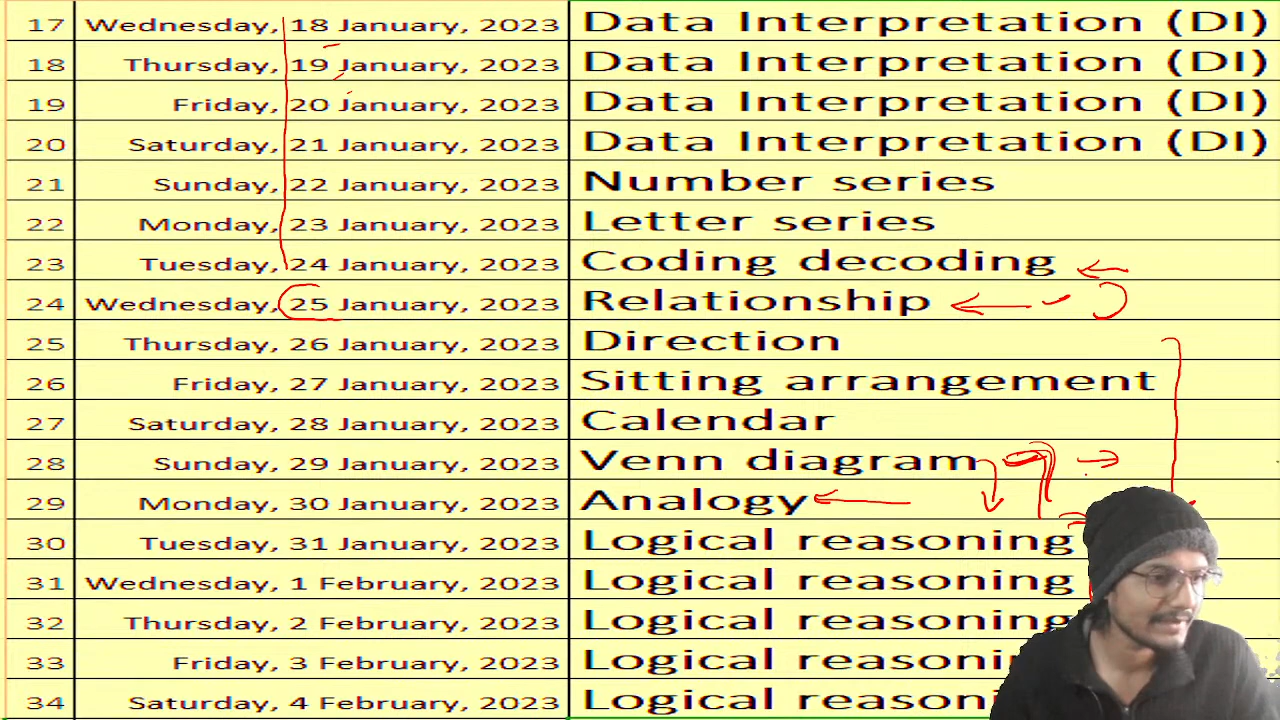 17 Wednesday, 18 January, 2023 Data Interpretation (DI)
18 Thursday, 19 January, 2023 Data Interpretation (DI)
19 Friday, 20 January, 2023 Data Interpretation (DI)
20 Saturday, 21 January, 2023 Data Interpretation (DI)
21 Sunday, 22 January, 2023 Number series
22 Monday, 23 January, 2023 Letter series
23 Tuesday, 24 January, 2023 Coding decoding
24 Wednesday, 25 January, 2023 Relationship
25 Thursday, 26 January, 2023 Direction
26 Friday, 27 January, 2023 Sitting arrangement
27 Saturday, 28 January, 2023 Calendar
28 Sunday, 29 January, 2023 Venn diagram
29 Monday, 30 January, 2023 Analogy
30 Tuesday, 31 January, 2023 Logical reasoning
31 Wednesday, 1 February, 2023 Logical reasoning
32 Thursday, 2 February, 2023 Logical reasoning
33 Friday, 3 February, 2023 Logical reasoni
34 Saturday, 4 February, 2023 Logical reason